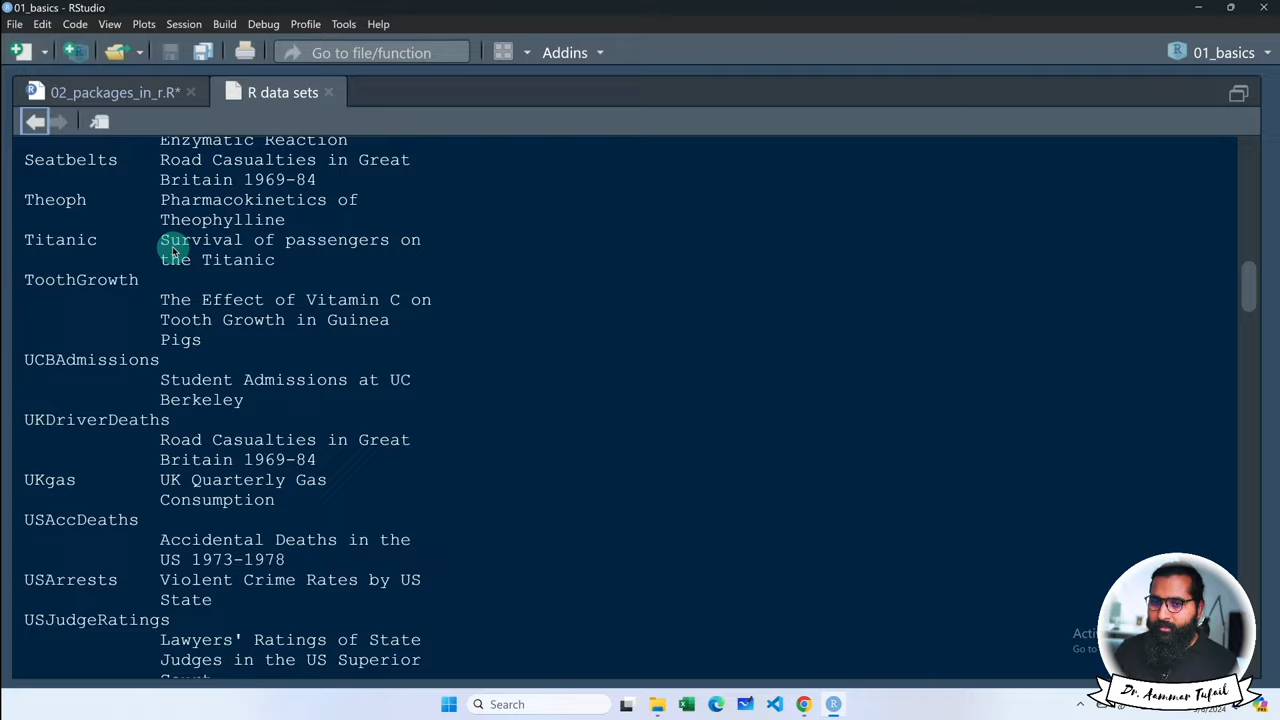 01_basics - RStudio
File Edit Code View Plots Session Build Debug Profile Tools Help
Go to file/function Addins 01_basics
02_packages_in_r.R* R data sets
Enzymatic Reaction
Seatbelts Road Casualties in Great
Britain 1969-84
Theoph Pharmacokinetics of
Theophylline
Titanic Survival of passengers on
the Titanic
ToothGrowth
The Effect of Vitamin C on
Tooth Growth in Guinea
Pigs
UCBAdmissions
Student Admissions at UC
Berkeley
UKDriverDeaths
Road Casualties in Great
Britain 1969-84
UKgas UK Quarterly Gas
Consumption
USAccDeaths
Accidental Deaths in the
US 1973-1978
USArrests Violent Crime Rates by US
State
USJudgeRatings
Lawyers' Ratings of State
Judges in the US Superior
Court
Acti
Go to
Dr. Aammar Tufail
Search